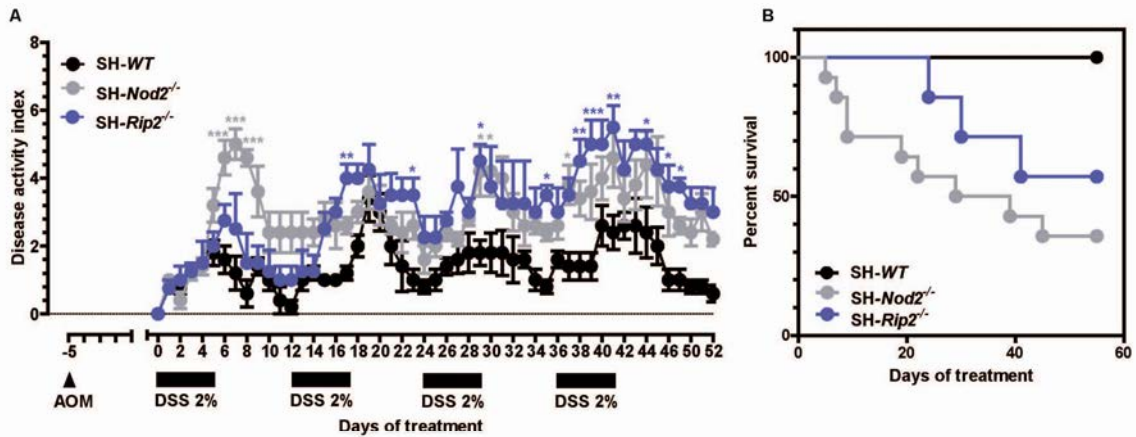 A
8
6
4
2
0
Disease activity index
SH-WT
SH-Nod2-/-
SH-Rip2-/-
*** *** *** ** * * * * * * ** *** ** * * *
-5 0 2 4 6 8 10 12 14 16 18 20 22 24 26 28 30 32 34 36 38 40 42 44 46 50 52
AOM DSS 2% DSS 2% DSS 2% DSS 2%
Days of treatment
B
100
50
0
Percent survival
SH-WT
SH-Nod2-/-
SH-Rip2-/-
0 20 40 60
Days of treatment